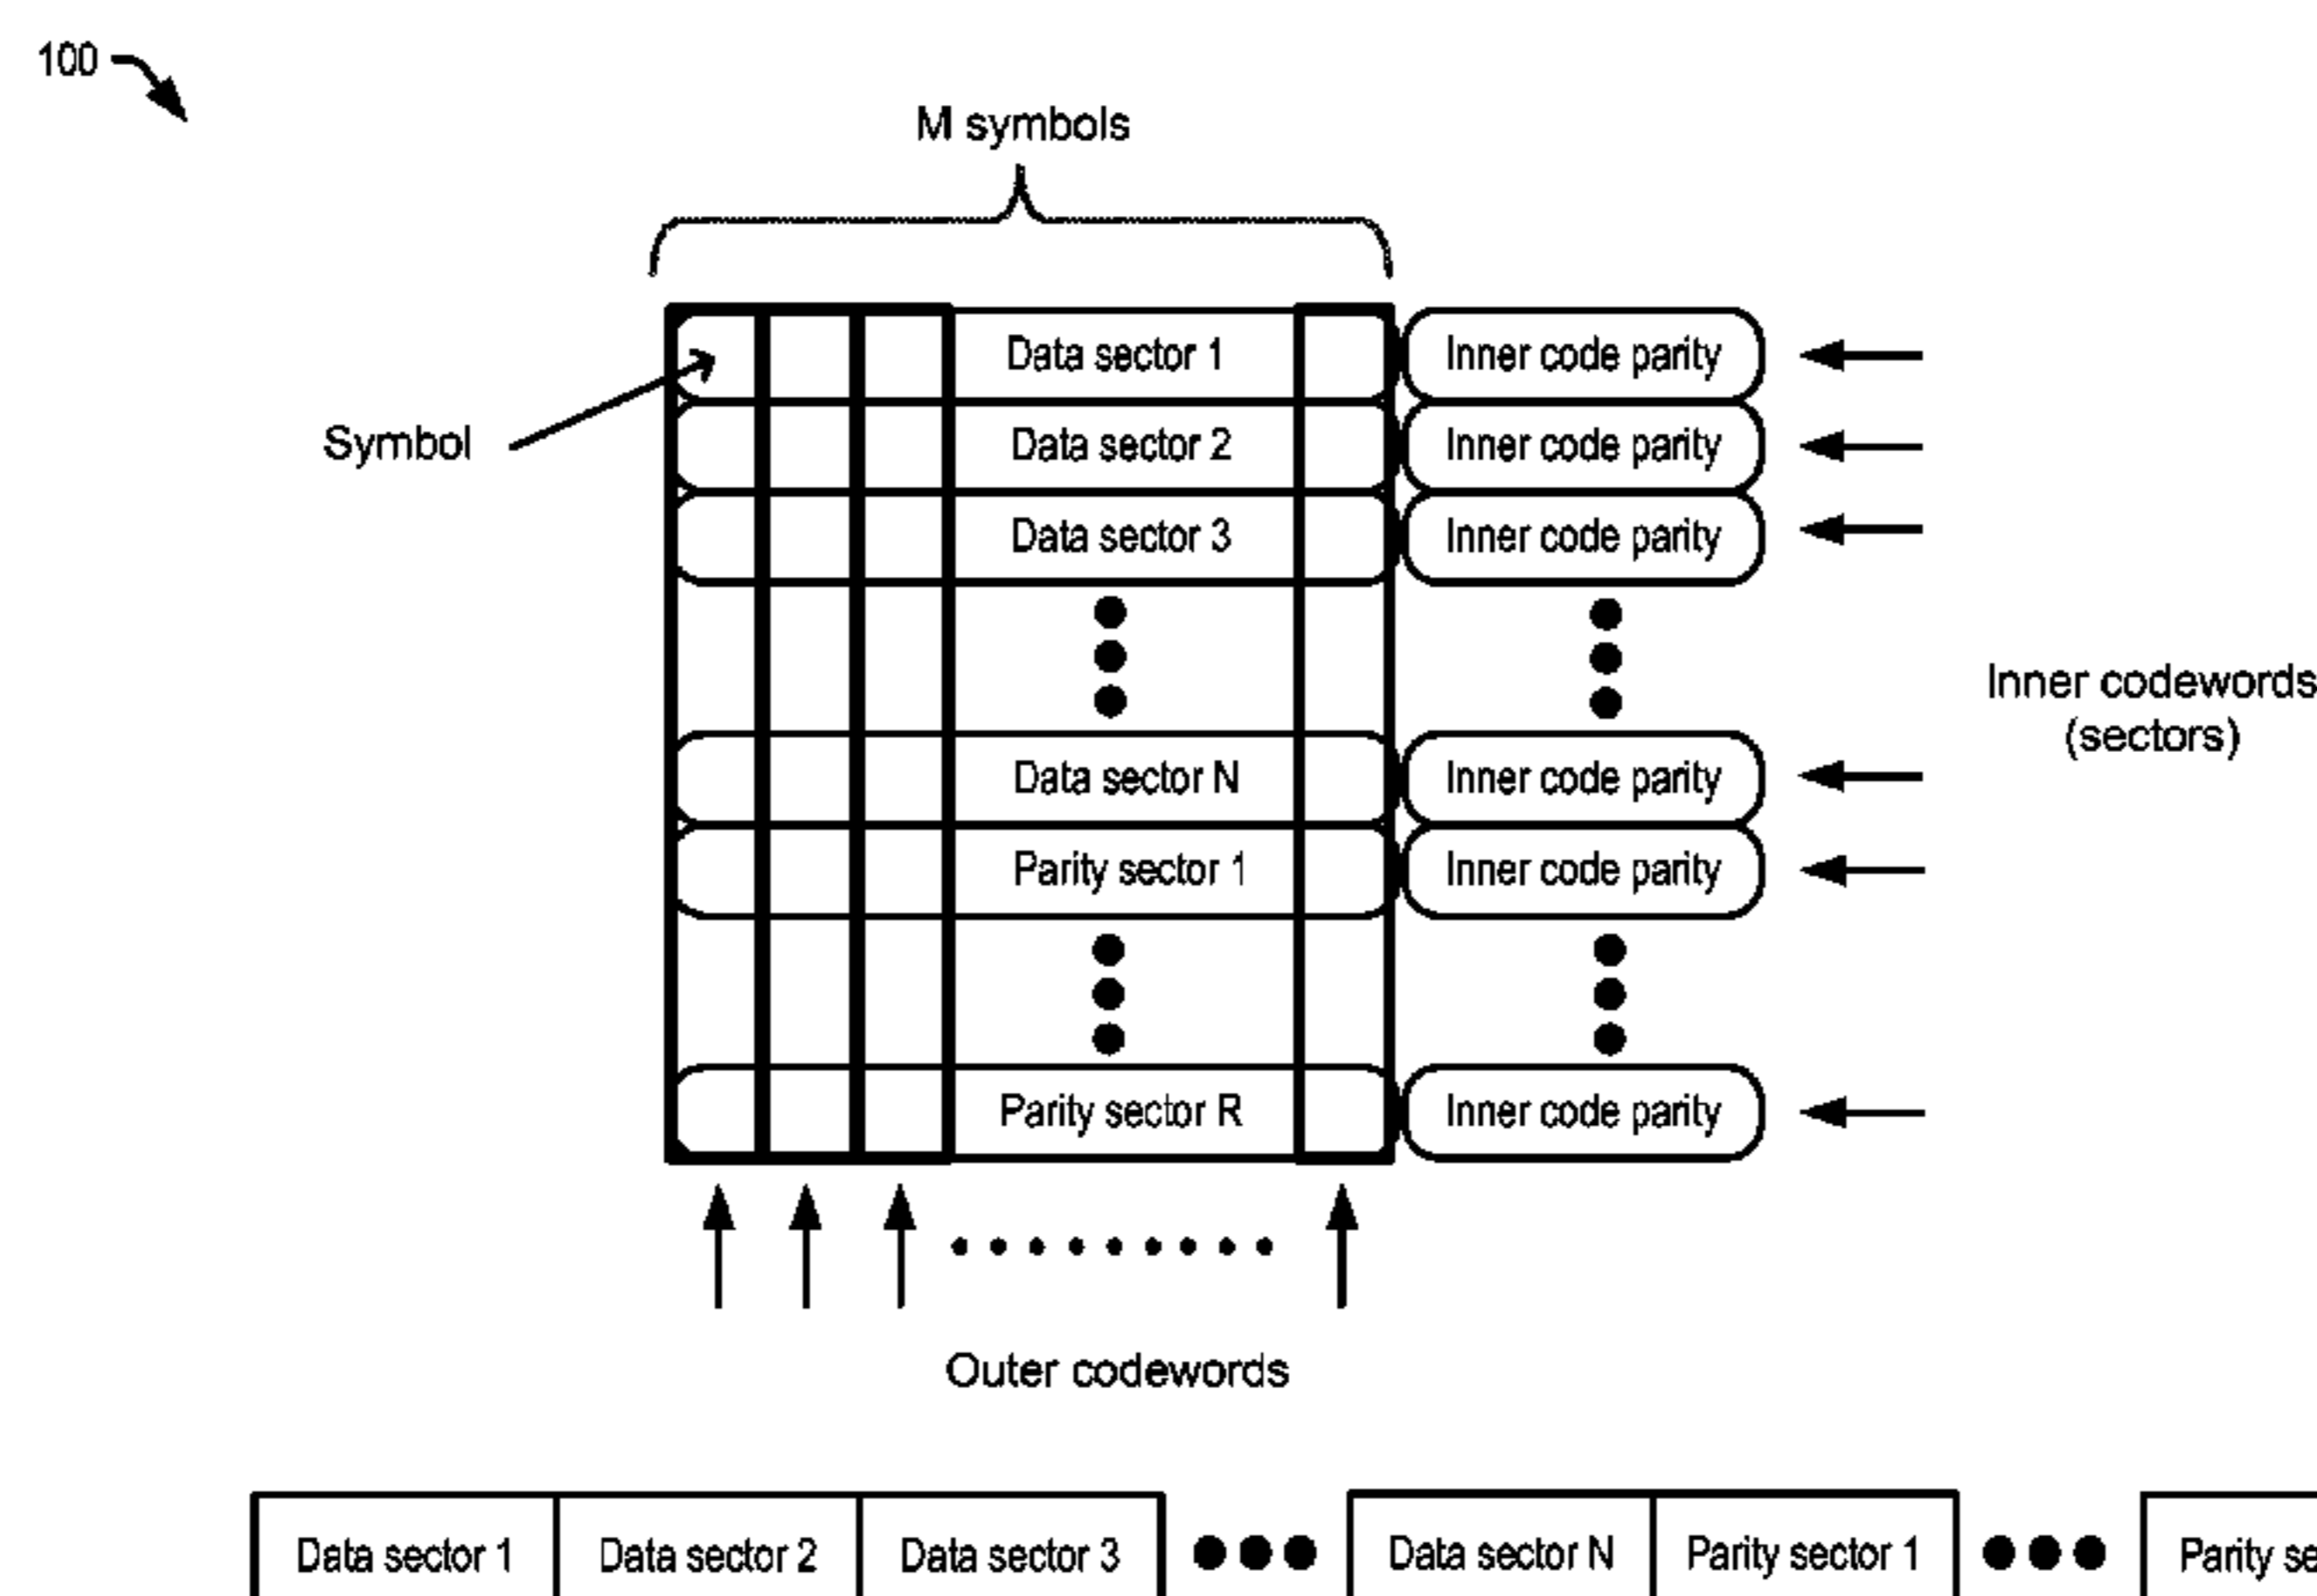 100
M symbols
Data sector 1 Inner code parity
Symbol
Data sector 2 Inner code parity
Data sector 3 Inner code parity
Inner codewords
(sectors)
Data sector N Inner code parity
Parity sector 1 Inner code parity
Parity sector R Inner code parity
Outer codewords
Data sector 1 Data sector 2 Data sector 3 Data sector N Parity sector 1 Parity